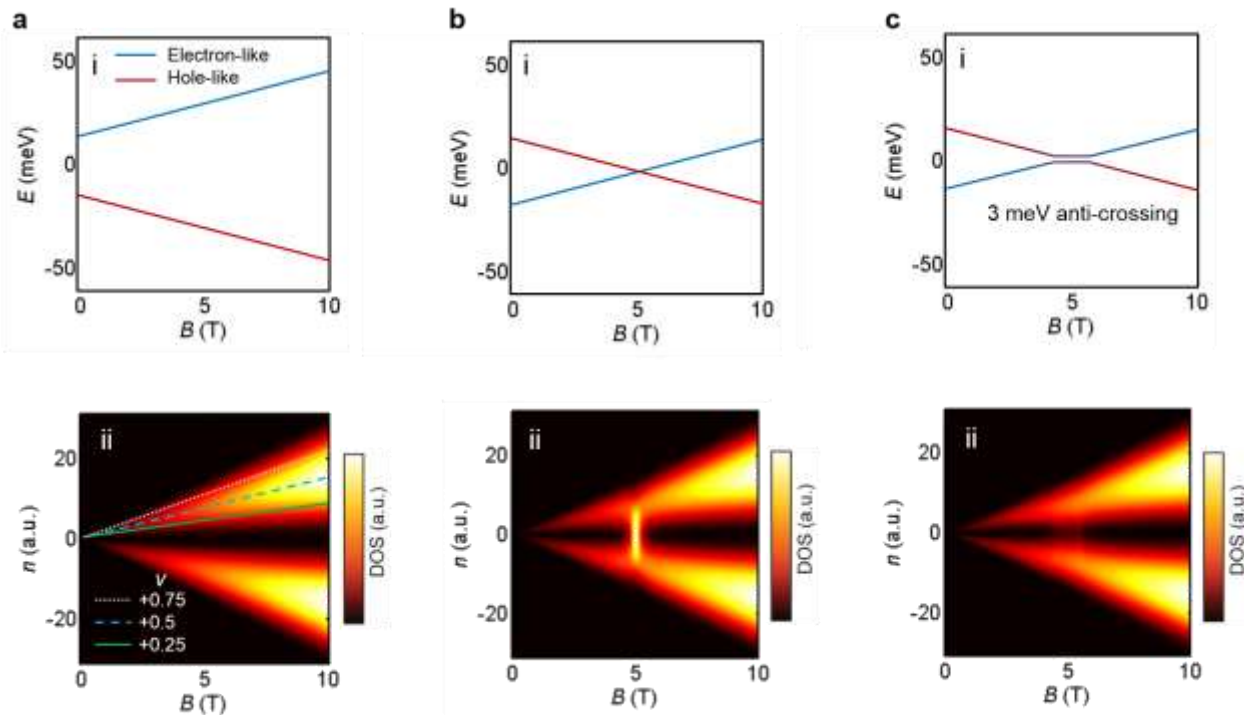 a
i
Electron-like
Hole-like
50
0
-50
E (meV)
0 5 10
B (T)
b
i
50
0
-50
E (meV)
0 5 10
B (T)
c
i
50
0
-50
E (meV)
3 meV anti-crossing
0 5 10
B (T)
ii
20
0
-20
n (a.u.)
ν
+0.75
+0.5
+0.25
0 5 10
B (T)
DOS (a.u.)
ii
20
0
-20
n (a.u.)
0 5 10
B (T)
DOS (a.u.)
ii
20
0
-20
n (a.u.)
0 5 10
B (T)
DOS (a.u.)